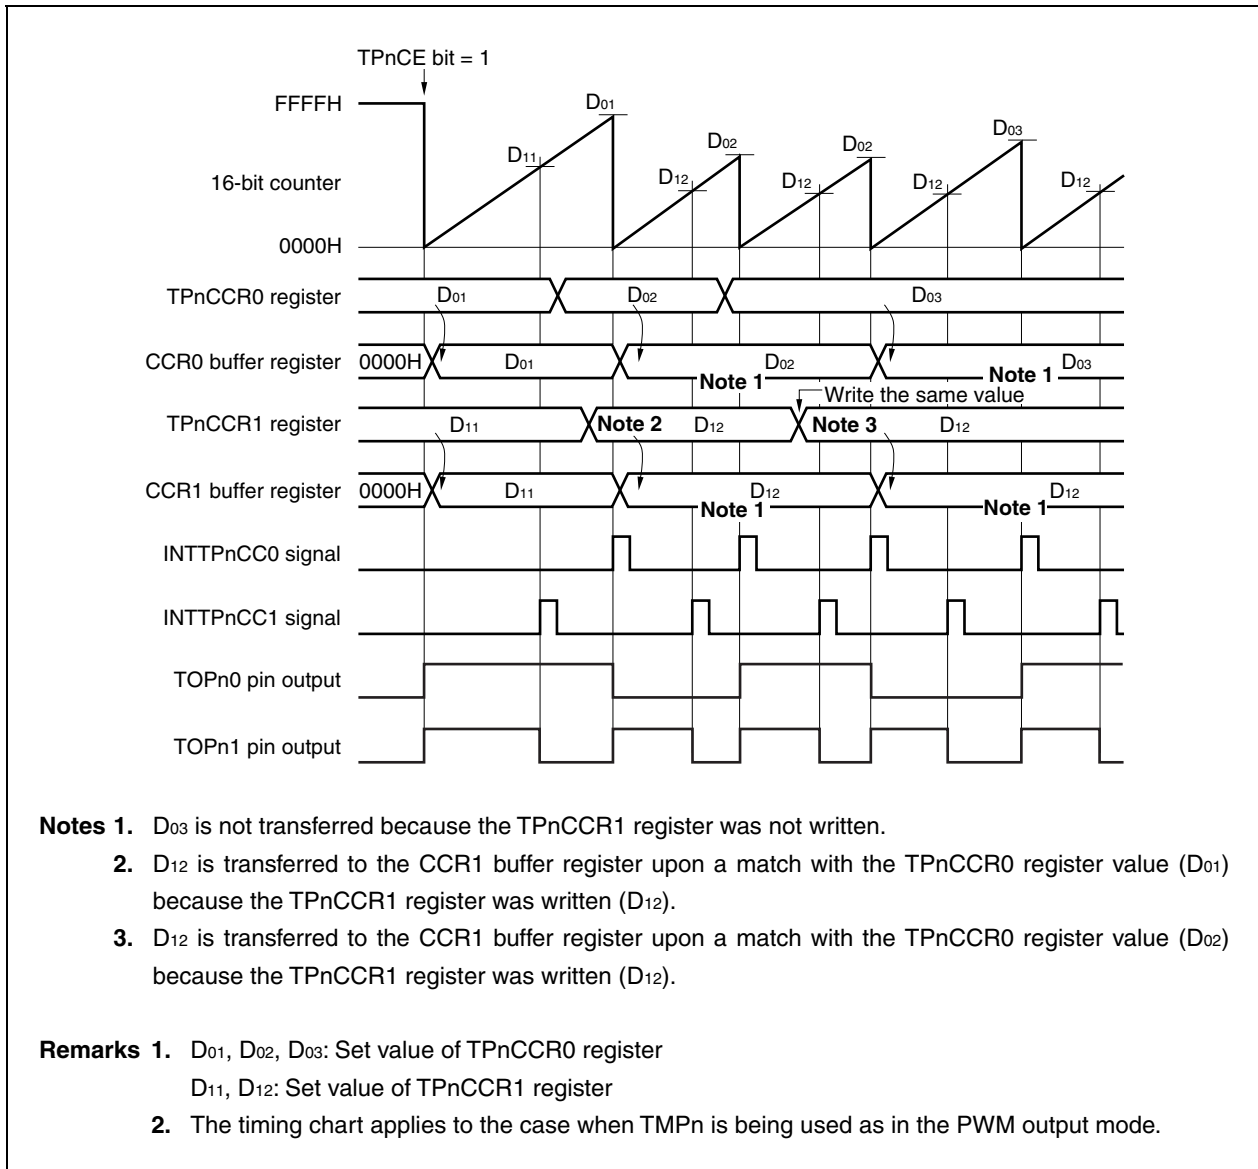 TPnCE bit = 1
FFFFH
D01
D11
D02
D02
D03
D12
D12
D12
D12
16-bit counter
0000H
TPnCCR0 register
D01
D02
D03
CCR0 buffer register
0000H
D01
D02
D03
Note 1
Note 1
Write the same value
TPnCCR1 register
D11
Note 2
D12
Note 3
D12
CCR1 buffer register
0000H
D11
D12
D12
Note 1
Note 1
INTTPnCC0 signal
INTTPnCC1 signal
TOPn0 pin output
TOPn1 pin output
Notes 1. D03 is not transferred because the TPnCCR1 register was not written.
2. D12 is transferred to the CCR1 buffer register upon a match with the TPnCCR0 register value (D01)
because the TPnCCR1 register was written (D12).
3. D12 is transferred to the CCR1 buffer register upon a match with the TPnCCR0 register value (D02)
because the TPnCCR1 register was written (D12).
Remarks 1. D01, D02, D03: Set value of TPnCCR0 register
D11, D12: Set value of TPnCCR1 register
2. The timing chart applies to the case when TMPn is being used as in the PWM output mode.